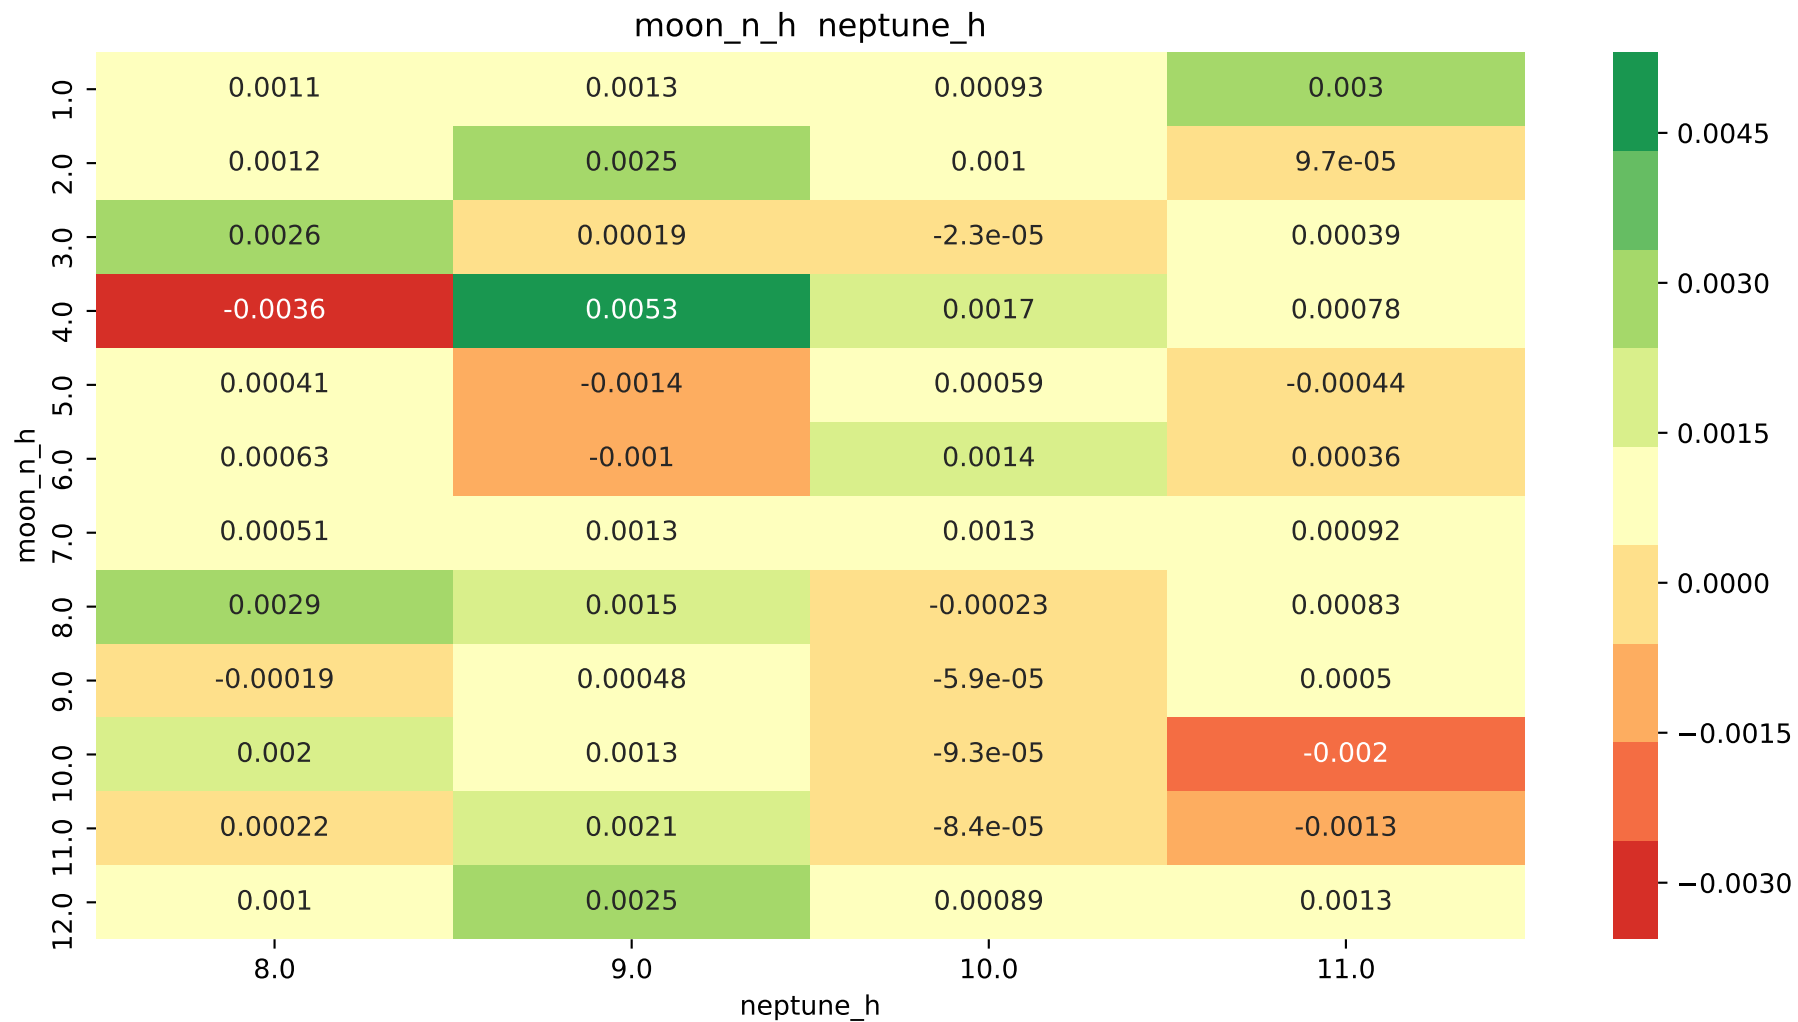 moon_n_h  neptune_h
1.0 0.0011 0.0013 0.00093 0.003
2.0 0.0012 0.0025 0.001 9.7e-05
3.0 0.0026 0.00019 -2.3e-05 0.00039
4.0 -0.0036 0.0053 0.0017 0.00078
5.0 0.00041 -0.0014 0.00059 -0.00044
6.0 0.00063 -0.001 0.0014 0.00036
7.0 0.00051 0.0013 0.0013 0.00092
8.0 0.0029 0.0015 -0.00023 0.00083
9.0 -0.00019 0.00048 -5.9e-05 0.0005
10.0 0.002 0.0013 -9.3e-05 -0.002
11.0 0.00022 0.0021 -8.4e-05 -0.0013
12.0 0.001 0.0025 0.00089 0.0013
8.0 9.0 10.0 11.0
neptune_h
moon_n_h
0.0045
0.0030
0.0015
0.0000
−0.0015
−0.0030